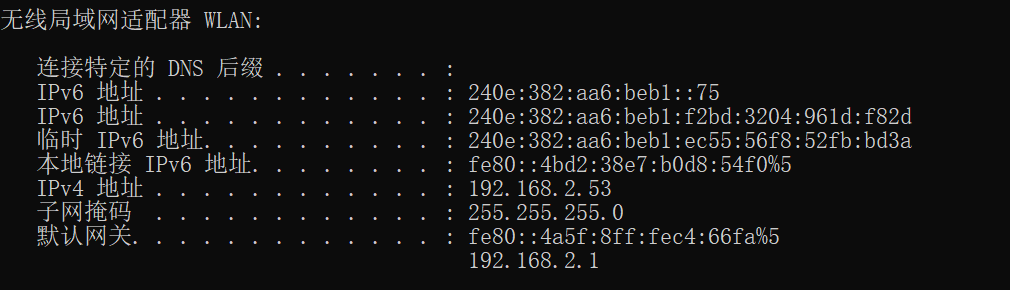 无线局域网适配器 WLAN:
连接特定的 DNS 后缀 . . . . . . . :
IPv6 地址 . . . . . . . . . . . . : 240e:382:aa6:beb1::75
IPv6 地址 . . . . . . . . . . . . : 240e:382:aa6:beb1:f2bd:3204:961d:f82d
临时 IPv6 地址. . . . . . . . . . : 240e:382:aa6:beb1:ec55:56f8:52fb:bd3a
本地链接 IPv6 地址. . . . . . . . : fe80::4bd2:38e7:b0d8:54f0%5
IPv4 地址 . . . . . . . . . . . . : 192.168.2.53
子网掩码  . . . . . . . . . . . . : 255.255.255.0
默认网关. . . . . . . . . . . . . : fe80::4a5f:8ff:fec4:66fa%5
192.168.2.1